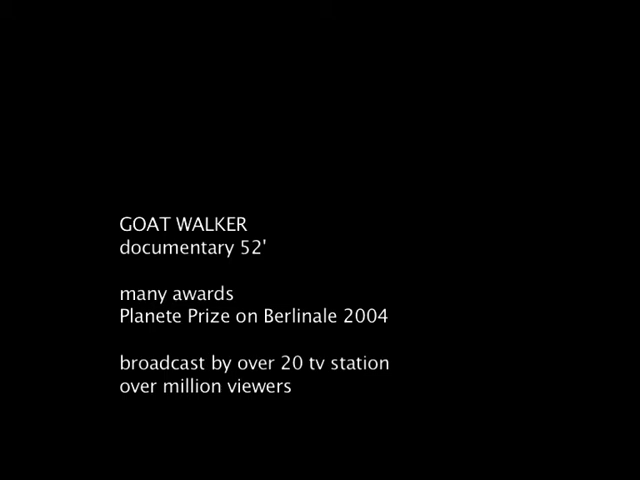 GOAT WALKER
documentary 52'
many awards
Planete Prize on Berlinale 2004
broadcast by over 20 tv station
over million viewers